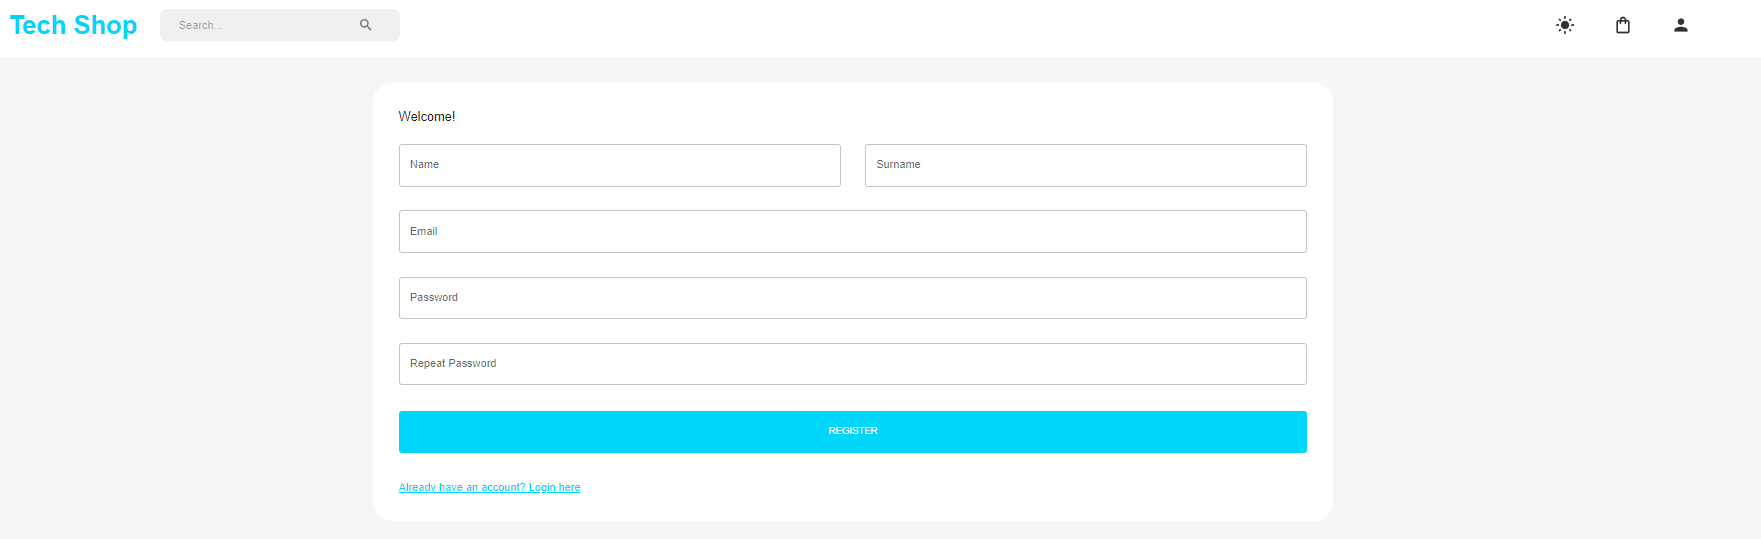 Tech Shop
Search...
Welcome!
Name
Surname
Email
Password
Repeat Password
REGISTER
Already have an account? Login here